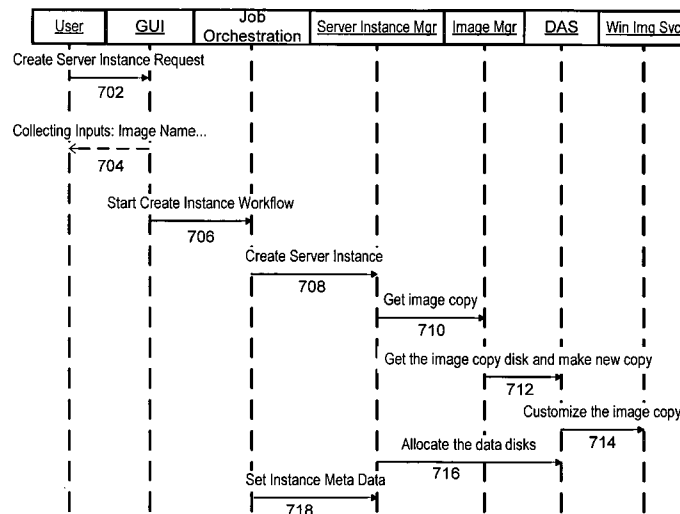 User
GUI
Job
Orchestration
Server Instance Mgr
Image Mgr
DAS
Win Img Svc
Create Server Instance Request
702
Collecting Inputs: Image Name...
704
Start Create Instance Workflow
706
Create Server Instance
708
Get image copy
710
Get the image copy disk and make new copy
712
Customize the image copy
714
Allocate the data disks
716
Set Instance Meta Data
718